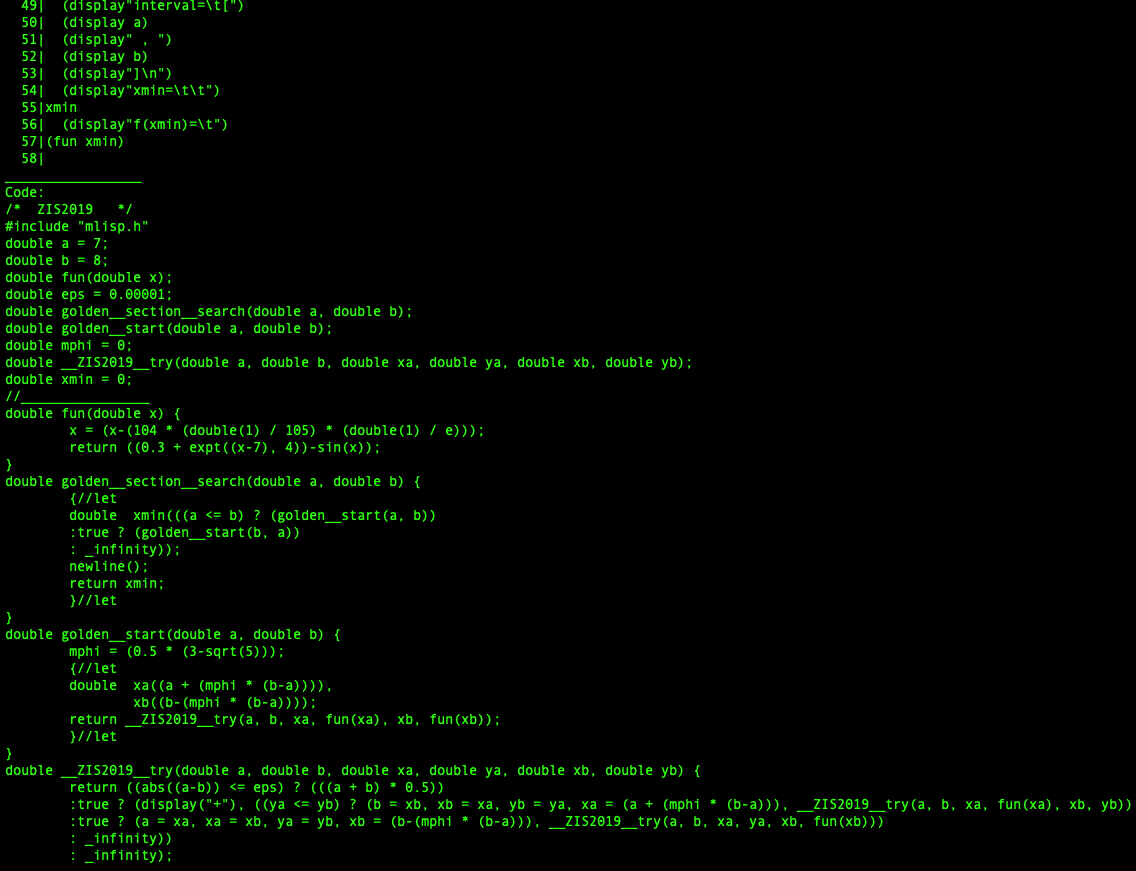 49|  (display"interval=\t[")
50|  (display a)
51|  (display" , ")
52|  (display b)
53|  (display"]\n")
54|  (display"xmin=\t\t")
55|xmin
56|  (display"f(xmin)=\t")
57|(fun xmin)
58|
_________________
Code:
/*  ZIS2019   */
#include "mlisp.h"
double a = 7;
double b = 8;
double fun(double x);
double eps = 0.00001;
double golden__section__search(double a, double b);
double golden__start(double a, double b);
double mphi = 0;
double __ZIS2019__try(double a, double b, double xa, double ya, double xb, double yb);
double xmin = 0;
//________________
double fun(double x) {
        x = (x-(104 * (double(1) / 105) * (double(1) / e)));
        return ((0.3 + expt((x-7), 4))-sin(x));
}
double golden__section__search(double a, double b) {
        {//let
        double  xmin(((a <= b) ? (golden__start(a, b))
        :true ? (golden__start(b, a))
        : _infinity));
        newline();
        return xmin;
        }//let
}
double golden__start(double a, double b) {
        mphi = (0.5 * (3-sqrt(5)));
        {//let
        double  xa((a + (mphi * (b-a)))),
                xb((b-(mphi * (b-a))));
        return __ZIS2019__try(a, b, xa, fun(xa), xb, fun(xb));
        }//let
}
double __ZIS2019__try(double a, double b, double xa, double ya, double xb, double yb) {
        return ((abs((a-b)) <= eps) ? (((a + b) * 0.5))
        :true ? (display("+"), ((ya <= yb) ? (b = xb, xb = xa, yb = ya, xa = (a + (mphi * (b-a))), __ZIS2019__try(a, b, xa, fun(xa), xb, yb))
        :true ? (a = xa, xa = xb, ya = yb, xb = (b-(mphi * (b-a))), __ZIS2019__try(a, b, xa, ya, xb, fun(xb)))
        : _infinity))
        : _infinity);